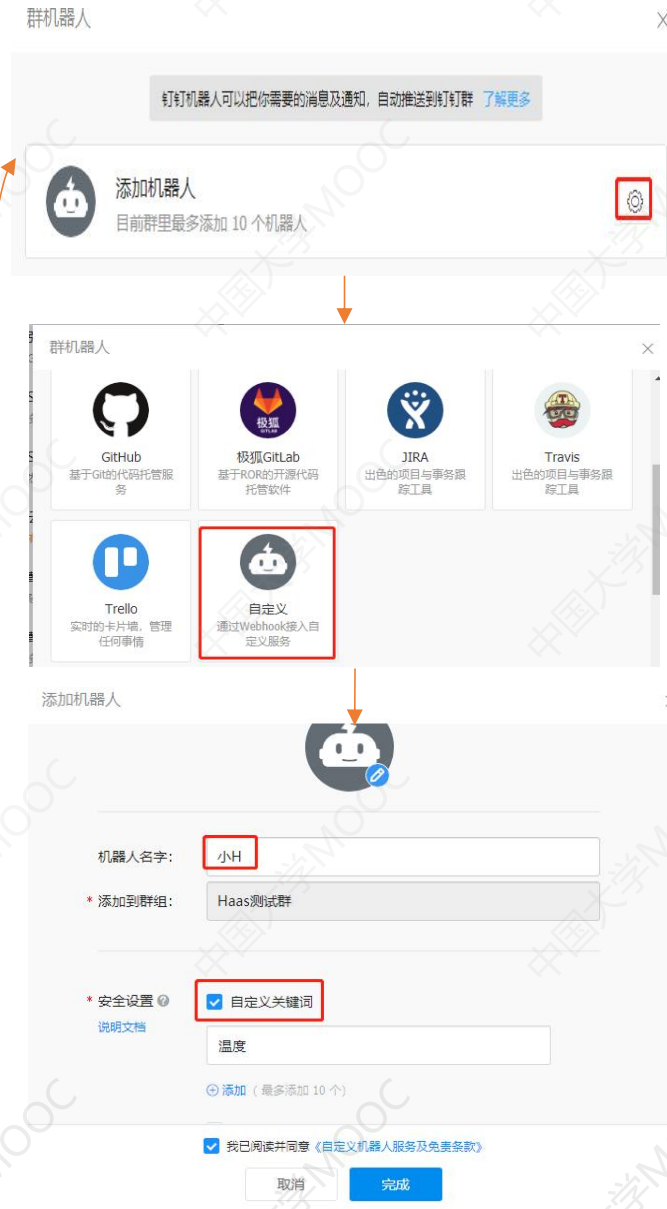 群机器人
钉钉机器人可以把你需要的消息及通知，自动推送到钉钉群 了解更多
添加机器人
目前群里最多添加 10 个机器人
群机器人
GitHub
基于Git的代码托管服
务
极狐
GITLAB
极狐GitLab
基于ROR的开源代码
托管软件
JIRA
出色的项目与事务跟
踪工具
Travis
出色的项目与事务跟
踪工具
Trello
实时的卡片墙，管理
任何事情
自定义
通过Webhook接入自
定义服务
添加机器人
机器人名字： 小H
* 添加到群组： Haas测试群
* 安全设置 自定义关键词
说明文档
温度
添加（最多添加 10 个）
我已阅读并同意《自定义机器人服务及免责条款》
取消 完成
中国大学MOOC